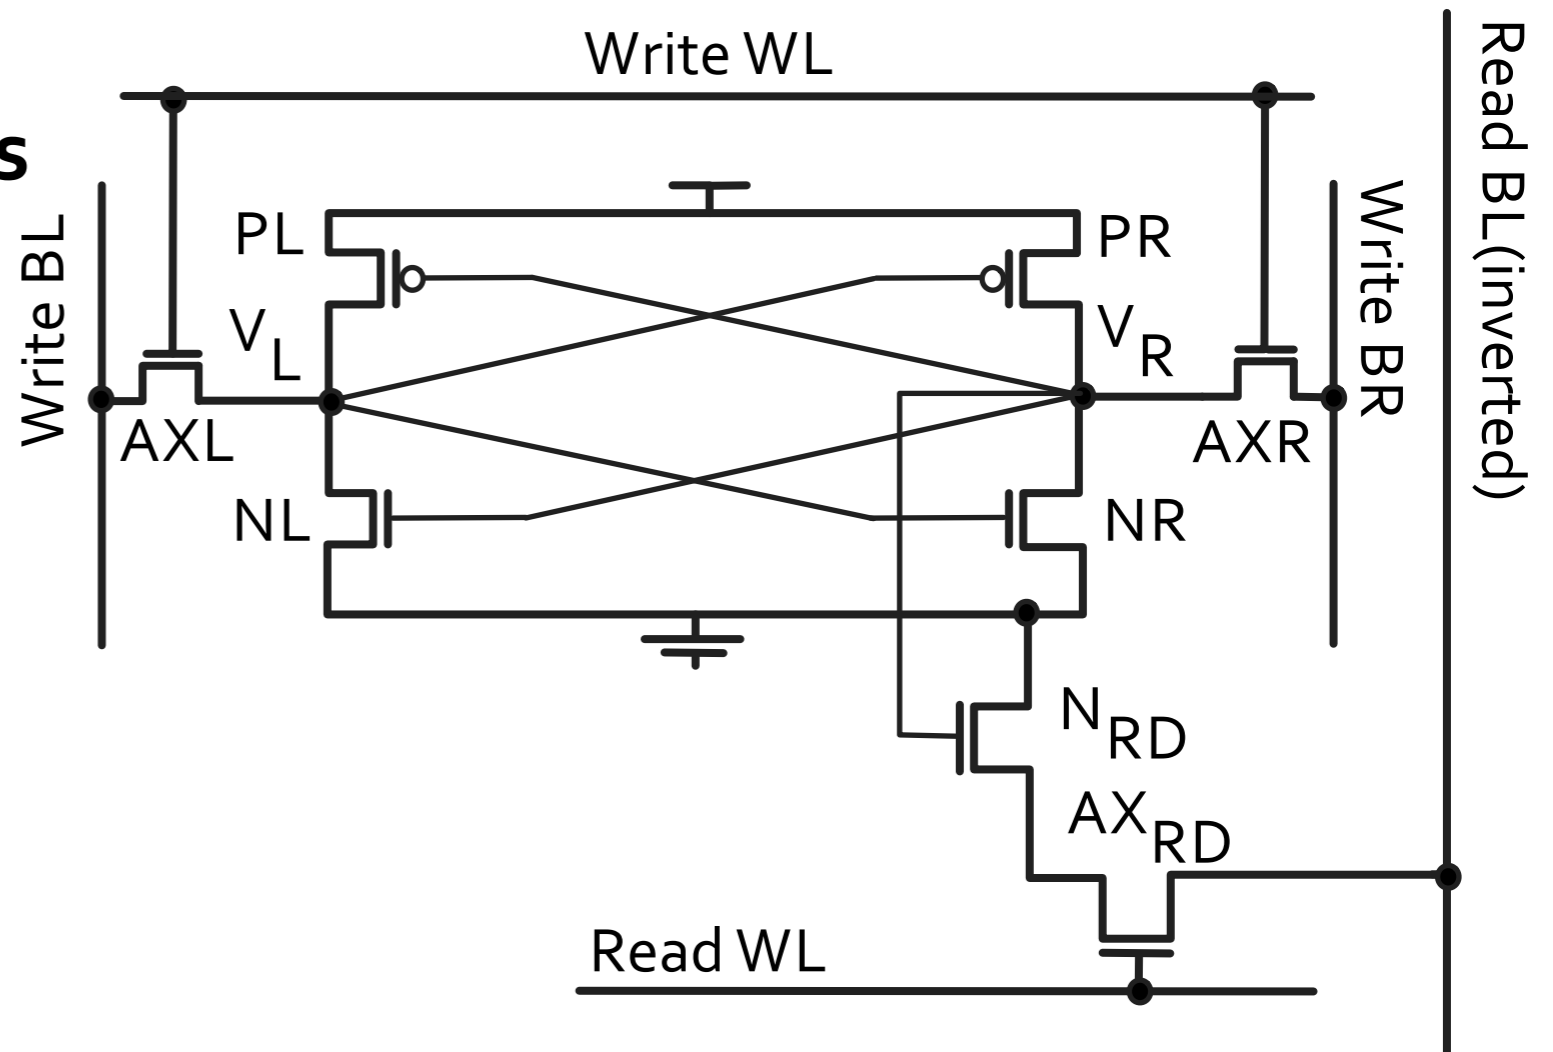 Write WL
s
Write BL
PL
PR
VL
VR
Write BR
Read BL(inverted)
AXL
AXR
NL
NR
NRD
AXRD
Read WL